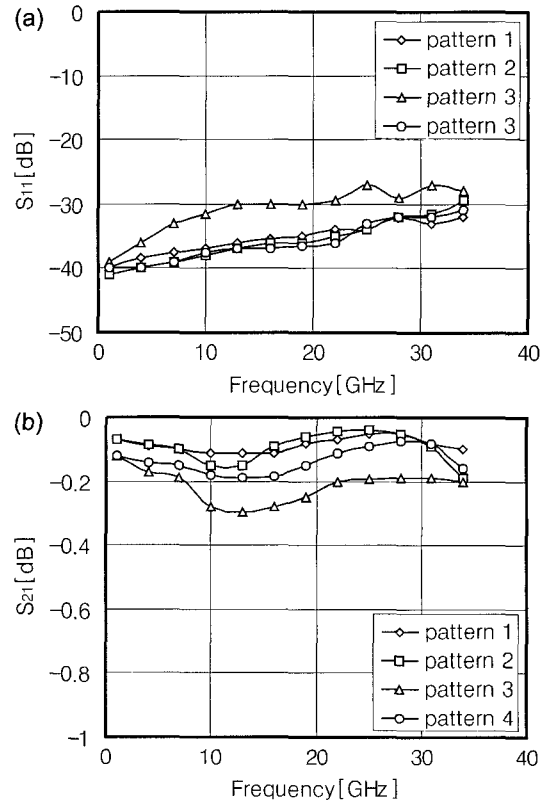 (a)
0
-10
-20
-30
-40
-50
S11[dB]
pattern 1
pattern 2
pattern 3
pattern 3
0
10
20
30
40
Frequency[GHz]
(b)
0
-0.2
-0.4
-0.6
-0.8
-1
S21[dB]
pattern 1
pattern 2
pattern 3
pattern 4
0
10
20
30
40
Frequency[GHz]